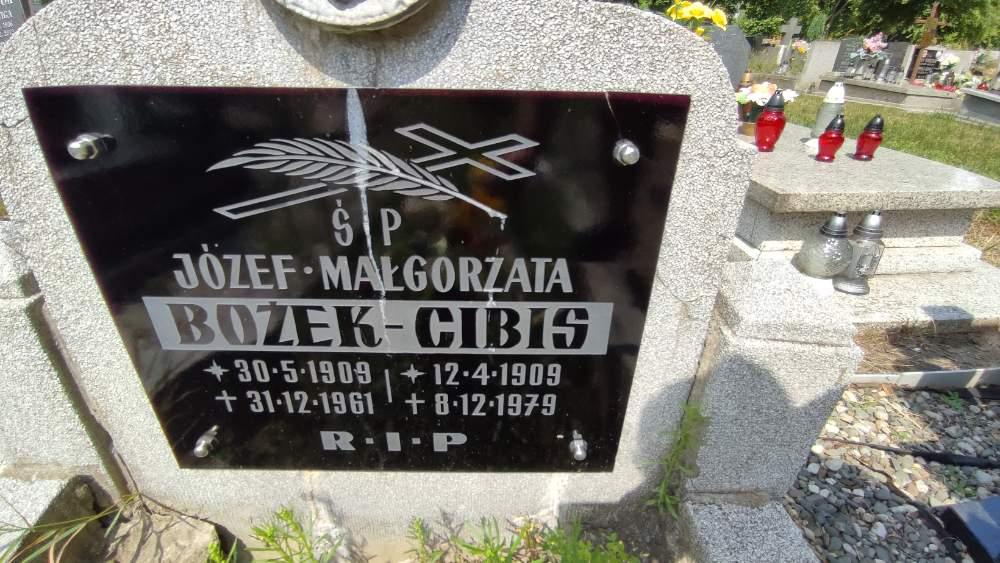 Ś P
JÓZEF · MAŁGORZATA
BOŻEK - CIBIS
* 30·5·1909 | * 12·4·1909
† 31·12·1961 | † 8·12·1979
R · I · P